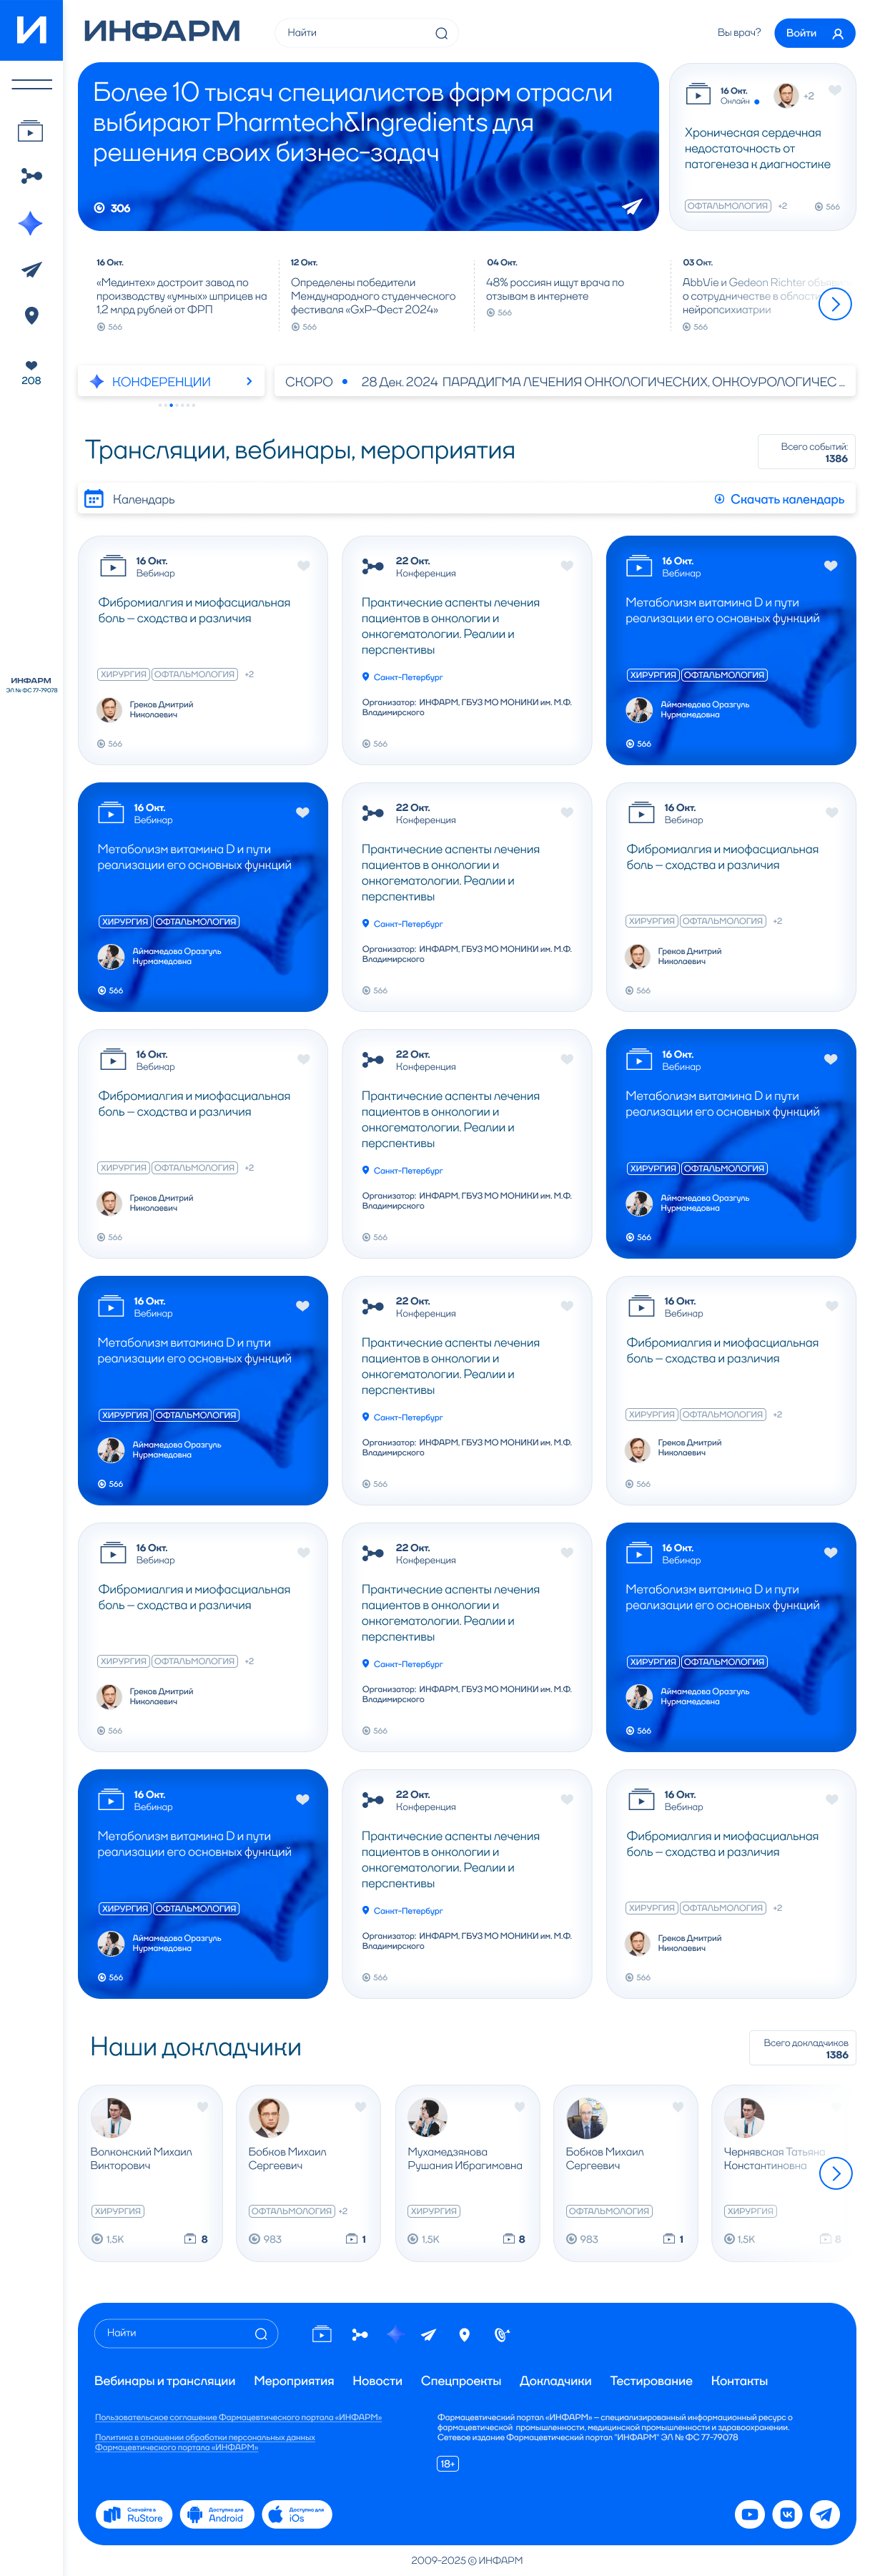 И
ИНФАРМ
Найти
Вы врач?
Войти
Более 10 тысяч специалистов фарм отрасли
выбирают Pharmtech&Ingredients для
решения своих бизнес-задач
306
16 Окт.
Онлайн
+2
Хроническая сердечная
недостаточность от
патогенеза к диагностике
ОФТАЛЬМОЛОГИЯ +2
566
16 Окт.
«Мединтех» достроит завод по
производству «умных» шприцев на
1,2 млрд рублей от ФРП
566
12 Окт.
Определены победители
Международного студенческого
фестиваля «GxP-Фест 2024»
566
04 Окт.
48% россиян ищут врача по
отзывам в интернете
566
03 Окт.
AbbVie и Gedeon Richter
о сотрудничестве в области
нейропсихиатрии
566
208
КОНФЕРЕНЦИИ
СКОРО • 28 Дек. 2024 ПАРАДИГМА ЛЕЧЕНИЯ ОНКОЛОГИЧЕСКИХ, ОНКОУРОЛОГИЧЕС ...
Трансляции, вебинары, мероприятия
Всего событий:
1386
Календарь
Скачать календарь
ИНФАРМ
ЭЛ № ФС 77-79078
16 Окт.
Вебинар
Фибромиалгия и миофасциальная
боль — сходства и различия
ХИРУРГИЯ ОФТАЛЬМОЛОГИЯ +2
Греков Дмитрий
Николаевич
566
22 Окт.
Конференция
Практические аспекты лечения
пациентов в онкологии и
онкогематологии. Реалии и
перспективы
Санкт-Петербург
Организатор: ИНФАРМ, ГБУЗ МО МОНИКИ им. М.Ф.
Владимирского
566
16 Окт.
Вебинар
Метаболизм витамина D и пути
реализации его основных функций
ХИРУРГИЯ ОФТАЛЬМОЛОГИЯ
Аймамедова Оразгуль
Нурмамедовна
566
16 Окт.
Вебинар
Метаболизм витамина D и пути
реализации его основных функций
ХИРУРГИЯ ОФТАЛЬМОЛОГИЯ
Аймамедова Оразгуль
Нурмамедовна
566
22 Окт.
Конференция
Практические аспекты лечения
пациентов в онкологии и
онкогематологии. Реалии и
перспективы
Санкт-Петербург
Организатор: ИНФАРМ, ГБУЗ МО МОНИКИ им. М.Ф.
Владимирского
566
16 Окт.
Вебинар
Фибромиалгия и миофасциальная
боль — сходства и различия
ХИРУРГИЯ ОФТАЛЬМОЛОГИЯ +2
Греков Дмитрий
Николаевич
566
16 Окт.
Вебинар
Фибромиалгия и миофасциальная
боль — сходства и различия
ХИРУРГИЯ ОФТАЛЬМОЛОГИЯ +2
Греков Дмитрий
Николаевич
566
22 Окт.
Конференция
Практические аспекты лечения
пациентов в онкологии и
онкогематологии. Реалии и
перспективы
Санкт-Петербург
Организатор: ИНФАРМ, ГБУЗ МО МОНИКИ им. М.Ф.
Владимирского
566
16 Окт.
Вебинар
Метаболизм витамина D и пути
реализации его основных функций
ХИРУРГИЯ ОФТАЛЬМОЛОГИЯ
Аймамедова Оразгуль
Нурмамедовна
566
16 Окт.
Вебинар
Метаболизм витамина D и пути
реализации его основных функций
ХИРУРГИЯ ОФТАЛЬМОЛОГИЯ
Аймамедова Оразгуль
Нурмамедовна
566
22 Окт.
Конференция
Практические аспекты лечения
пациентов в онкологии и
онкогематологии. Реалии и
перспективы
Санкт-Петербург
Организатор: ИНФАРМ, ГБУЗ МО МОНИКИ им. М.Ф.
Владимирского
566
16 Окт.
Вебинар
Фибромиалгия и миофасциальная
боль — сходства и различия
ХИРУРГИЯ ОФТАЛЬМОЛОГИЯ +2
Греков Дмитрий
Николаевич
566
16 Окт.
Вебинар
Фибромиалгия и миофасциальная
боль — сходства и различия
ХИРУРГИЯ ОФТАЛЬМОЛОГИЯ +2
Греков Дмитрий
Николаевич
566
22 Окт.
Конференция
Практические аспекты лечения
пациентов в онкологии и
онкогематологии. Реалии и
перспективы
Санкт-Петербург
Организатор: ИНФАРМ, ГБУЗ МО МОНИКИ им. М.Ф.
Владимирского
566
16 Окт.
Вебинар
Метаболизм витамина D и пути
реализации его основных функций
ХИРУРГИЯ ОФТАЛЬМОЛОГИЯ
Аймамедова Оразгуль
Нурмамедовна
566
16 Окт.
Вебинар
Метаболизм витамина D и пути
реализации его основных функций
ХИРУРГИЯ ОФТАЛЬМОЛОГИЯ
Аймамедова Оразгуль
Нурмамедовна
566
22 Окт.
Конференция
Практические аспекты лечения
пациентов в онкологии и
онкогематологии. Реалии и
перспективы
Санкт-Петербург
Организатор: ИНФАРМ, ГБУЗ МО МОНИКИ им. М.Ф.
Владимирского
566
16 Окт.
Вебинар
Фибромиалгия и миофасциальная
боль — сходства и различия
ХИРУРГИЯ ОФТАЛЬМОЛОГИЯ +2
Греков Дмитрий
Николаевич
566
Наши докладчики
Всего докладчиков
1386
Волконский Михаил
Викторович
ХИРУРГИЯ
1,5K 8
Бобков Михаил
Сергеевич
ОФТАЛЬМОЛОГИЯ +2
983 1
Мухамедзянова
Рушания Ибрагимовна
ХИРУРГИЯ
1,5K 8
Бобков Михаил
Сергеевич
ОФТАЛЬМОЛОГИЯ
983 1
Чернявская Татьяна
Константиновна
ХИРУРГИЯ
1,5K 8
Найти
Вебинары и трансляции Мероприятия Новости Спецпроекты Докладчики Тестирование Контакты
Пользовательское соглашение Фармацевтического портала «ИНФАРМ»
Политика в отношении обработки персональных данных
Фармацевтического портала «ИНФАРМ»
Фармацевтический портал «ИНФАРМ» — специализированный информационный ресурс о
фармацевтической промышленности, медицинской промышленности и здравоохранении.
Сетевое издание Фармацевтический портал "ИНФАРМ" ЭЛ № ФС 77-79078
18+
Скачайте в
RuStore
Доступно для
Android
Доступно для
iOs
2009-2025 © ИНФАРМ